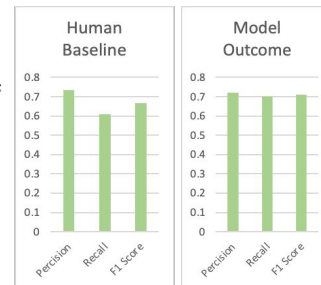 Human
Baseline
0.8
0.7
0.6
0.5
0.4
0.3
0.2
0.1
0
Percision
Recall
F1 Score
Model
Outcome
0.8
0.7
0.6
0.5
0.4
0.3
0.2
0.1
0
Percision
Recall
F1 Score